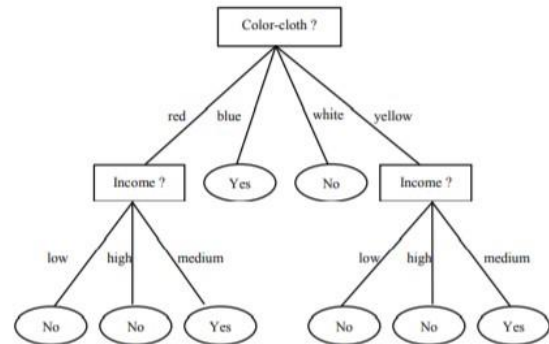 Color-cloth ?
red blue white yellow
Income ? Yes No Income ?
low high medium low high medium
No No Yes No No Yes